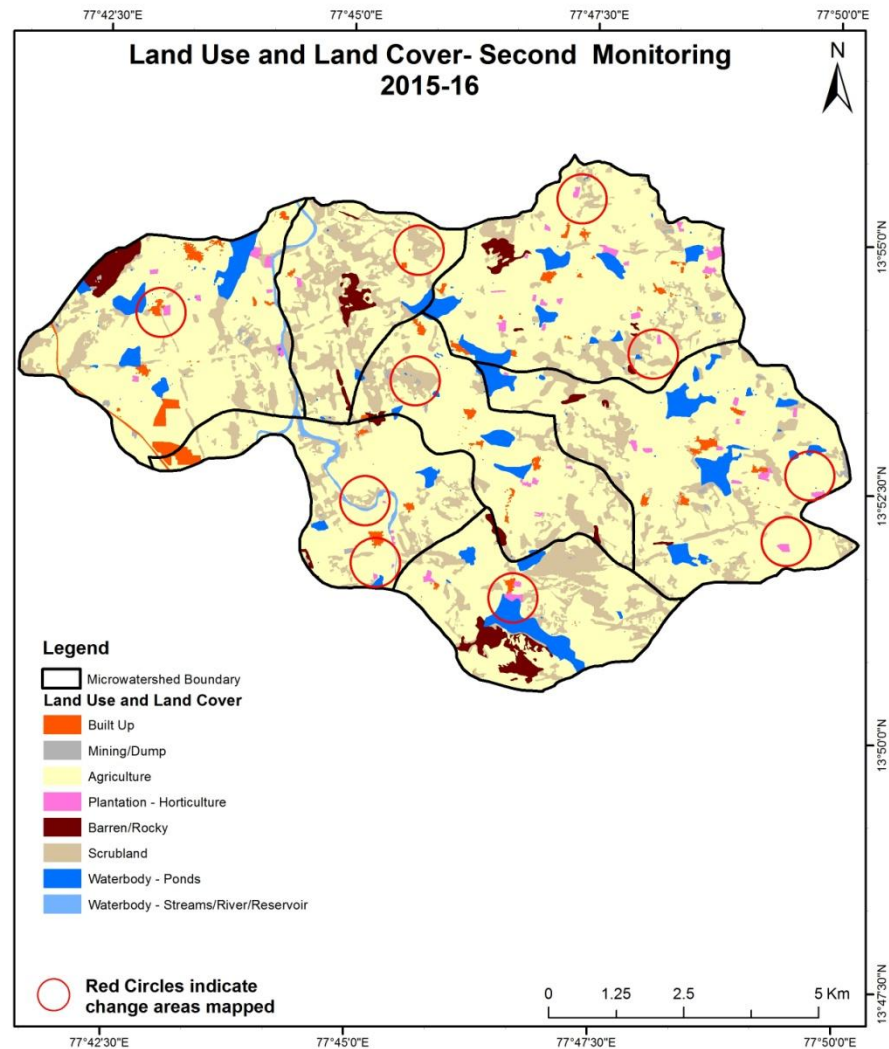 77°42'30"E 77°45'0"E 77°47'30"E 77°50'0"E
Land Use and Land Cover- Second Monitoring
2015-16
N
13°55'0"N
13°52'30"N
13°50'0"N
13°47'30"N
Legend
Microwatershed Boundary
Land Use and Land Cover
Built Up
Mining/Dump
Agriculture
Plantation - Horticulture
Barren/Rocky
Scrubland
Waterbody - Ponds
Waterbody - Streams/River/Reservoir
Red Circles indicate
change areas mapped
0 1.25 2.5 5 Km
77°42'30"E 77°45'0"E 77°47'30"E 77°50'0"E